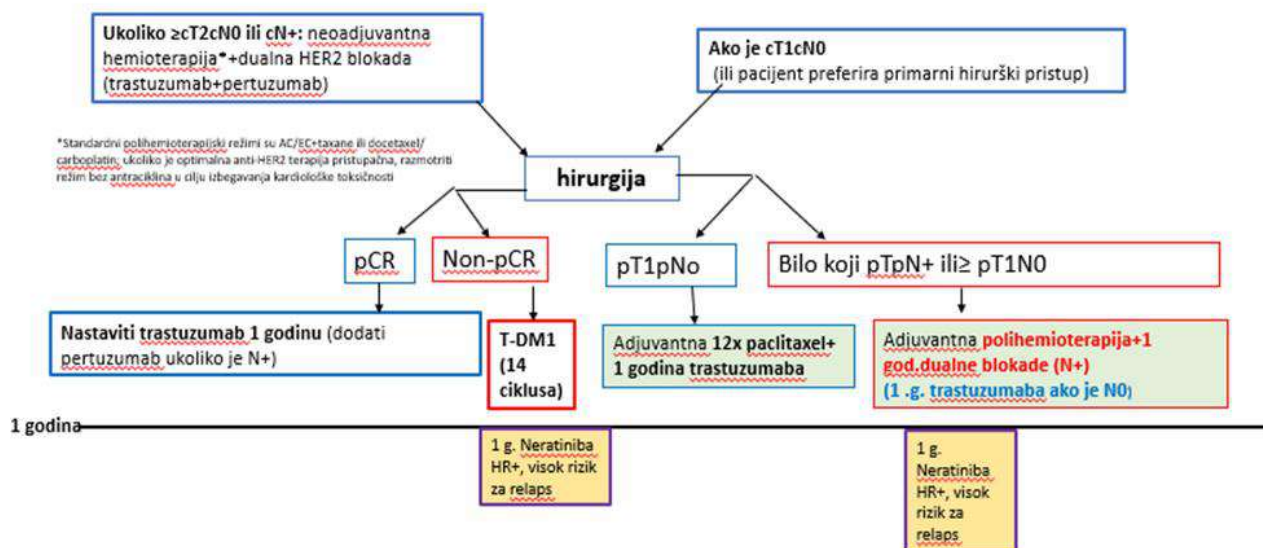 Ukoliko ≥cT2cN0 ili cN+: neoadjuvantna
hemioterapija*+dualna HER2 blokada
(trastuzumab+pertuzumab)
Ako je cT1cN0
(ili pacijent preferira primarni hirurški pristup)
*Standardni polihemioterapijski režimi su AC/EC+taxane ili docetaxel/
carboplatin; ukoliko je optimalna anti-HER2 terapija pristupačna, razmotriti
režim bez antraciklina u cilju izbegavanja kardiološke toksičnosti
hirurgija
pCR
Non-pCR
pT1pNo
Bilo koji pTpN+ ili≥ pT1N0
Nastaviti trastuzumab 1 godinu (dodati
pertuzumab ukoliko je N+)
T-DM1
(14
ciklusa)
Adjuvantna 12x paclitaxel+
1 godina trastuzumaba
Adjuvantna polihemioterapija+1
god.dualne blokade (N+)
(1 .g. trastuzumaba ako je N0)
1 godina
1 g. Neratiniba
HR+, visok rizik
za relaps
1 g.
Neratiniba
HR+, visok
rizik za
relaps